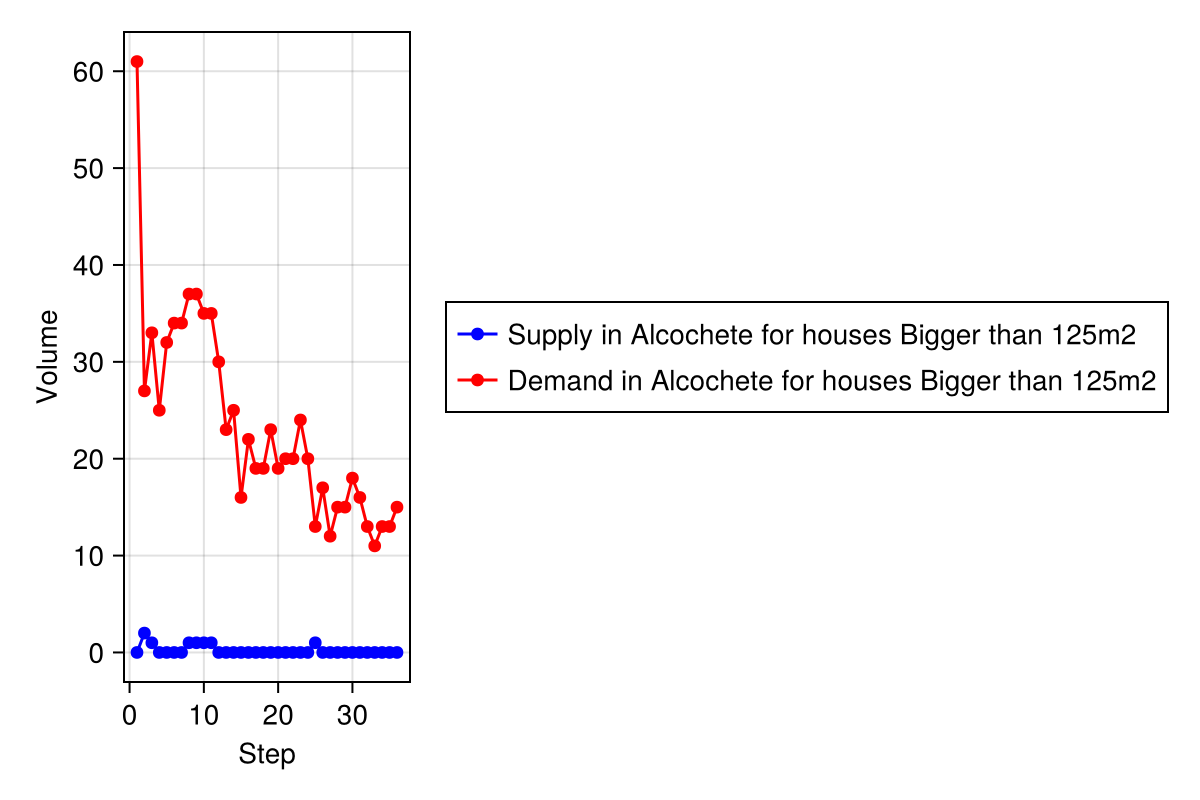 60
50
40
30
20
10
0
Volume
0 10 20 30
Step
Supply in Alcochete for houses Bigger than 125m2
Demand in Alcochete for houses Bigger than 125m2